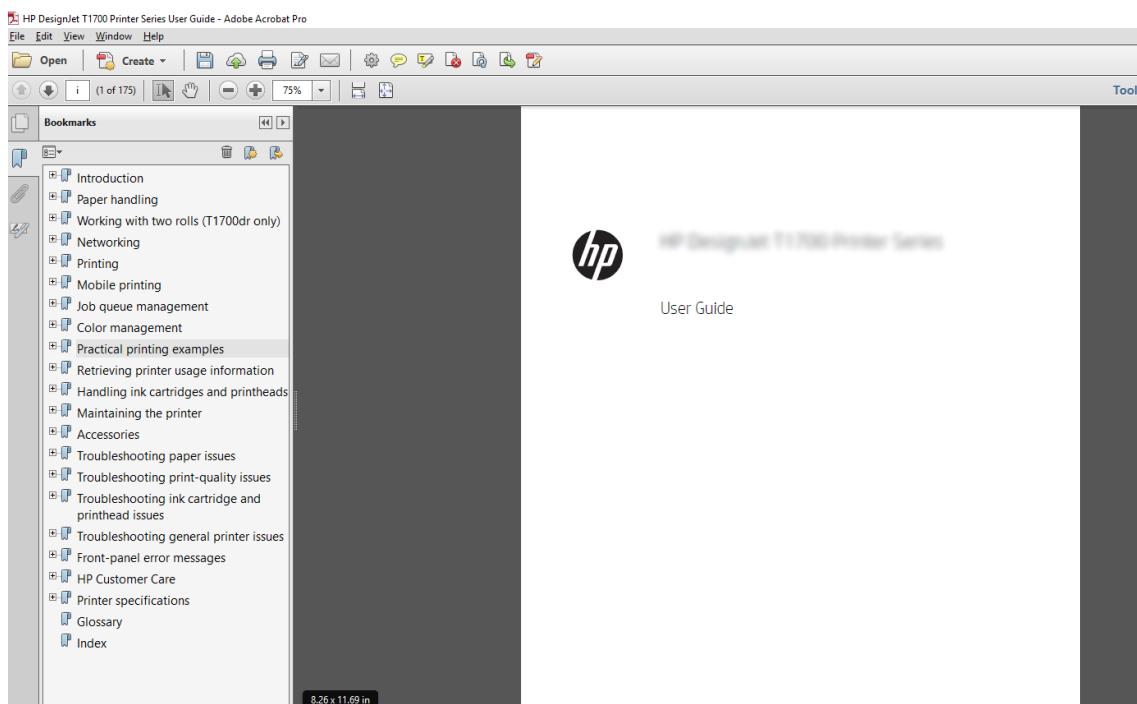 HP DesignJet T1700 Printer Series User Guide - Adobe Acrobat Pro
File Edit View Window Help
Open Create
i (1 of 175) 75% Tool
Bookmarks
Introduction
Paper handling
Working with two rolls (T1700dr only)
Networking
Printing
Mobile printing
Job queue management
Color management
Practical printing examples
Retrieving printer usage information
Handling ink cartridges and printheads
Maintaining the printer
Accessories
Troubleshooting paper issues
Troubleshooting print-quality issues
Troubleshooting ink cartridge and
printhead issues
Troubleshooting general printer issues
Front-panel error messages
HP Customer Care
Printer specifications
Glossary
Index
hp
User Guide
8.26 x 11.69 in